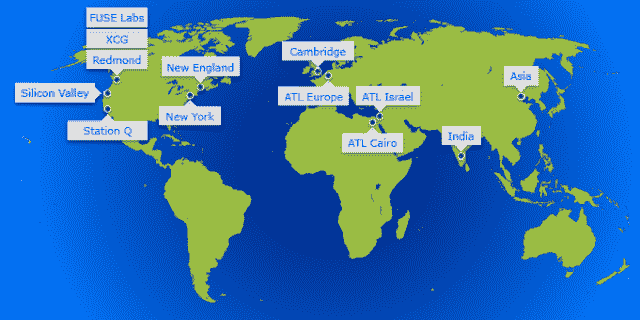 FUSE Labs
XCG
Redmond
New England
Silicon Valley
New York
Station Q
Cambridge
ATL Europe
ATL Israel
ATL Cairo
Asia
India